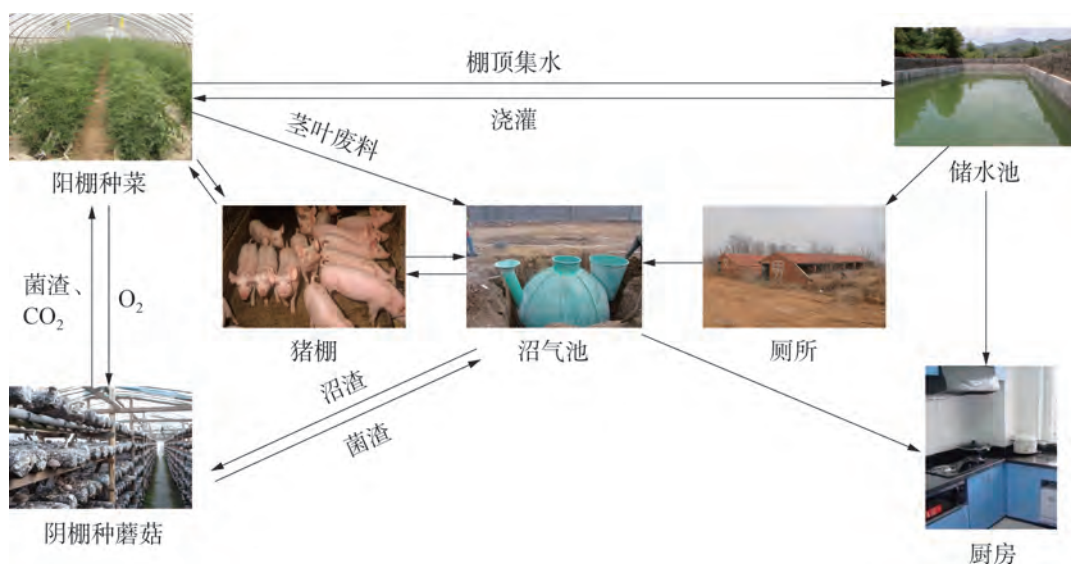 棚顶集水
浇灌
茎叶废料
阳棚种菜
储水池
菌渣、
CO₂
O₂
猪棚
沼气池
厕所
沼渣
菌渣
阴棚种蘑菇
厨房